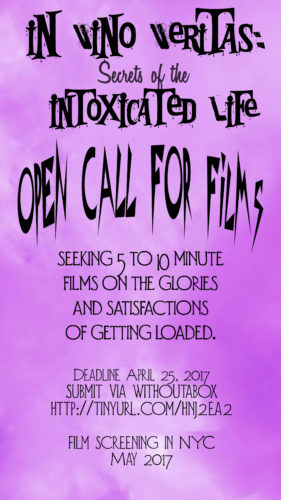 in vino veritas:
Secrets of the
intoxicated life
open call for films
SEEKING 5 TO 10 MINUTE
FILMS ON THE GLORIES
AND SATISFACTIONS
OF GETTING LOADED.
DEADLINE APRIL 25, 2017
SUBMIT VIA WITHOUTABOX
HTTP://TINYURL.COM/HNJ2EA2
FILM SCREENING IN NYC
MAY 2017